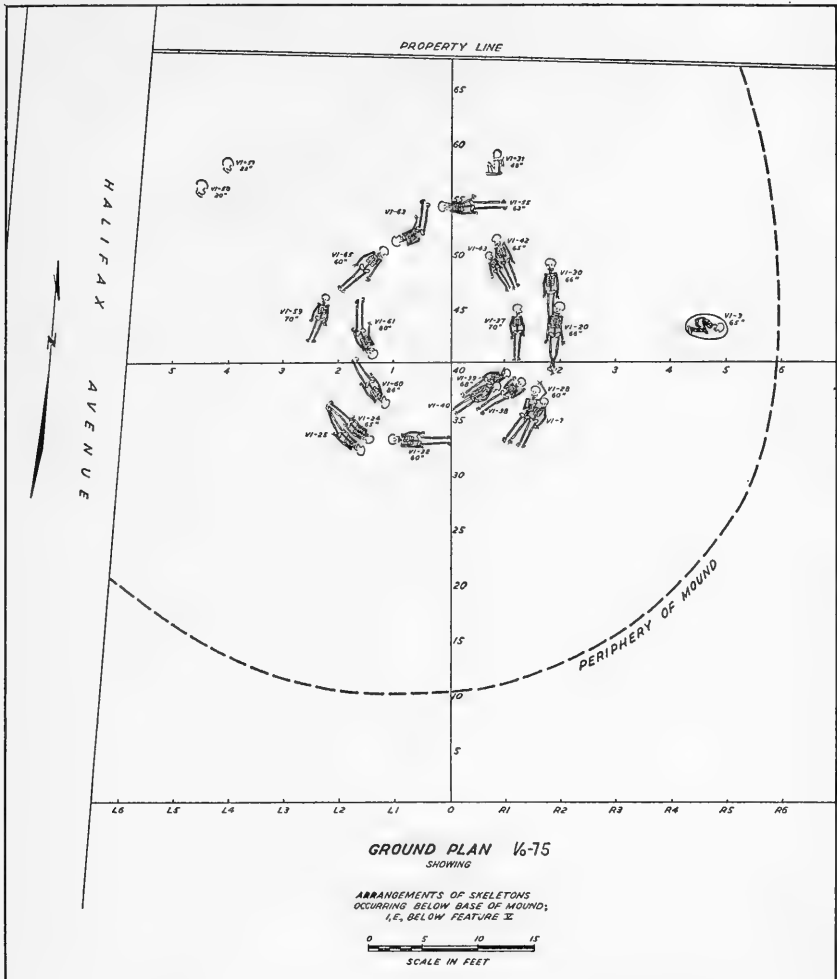 PROPERTY LINE
HALIFAX AVENUE
N
65
60
55
50
45
40
35
30
25
20
15
10
5
VI-31
48"
VI-55
63"
VI-63
VI-65
60"
VI-43
VI-42
65"
VI-30
66"
VI-59
70"
VI-61
60"
VI-37
70"
VI-20
66"
VI-3
65"
5
4
3
2
1
1
2
3
4
5
6
VI-60
VI-39
68"
VI-40
VI-38
VI-28
60"
VI-7
VI-24
65"
VI-25
VI-22
60"
PERIPHERY OF MOUND
L6 L5 L4 L3 L2 L1 0 R1 R2 R3 R4 R5 R6
GROUND PLAN Vo-75
SHOWING
ARRANGEMENTS OF SKELETONS
OCCURRING BELOW BASE OF MOUND;
I.E., BELOW FEATURE V
0 5 10 15
SCALE IN FEET